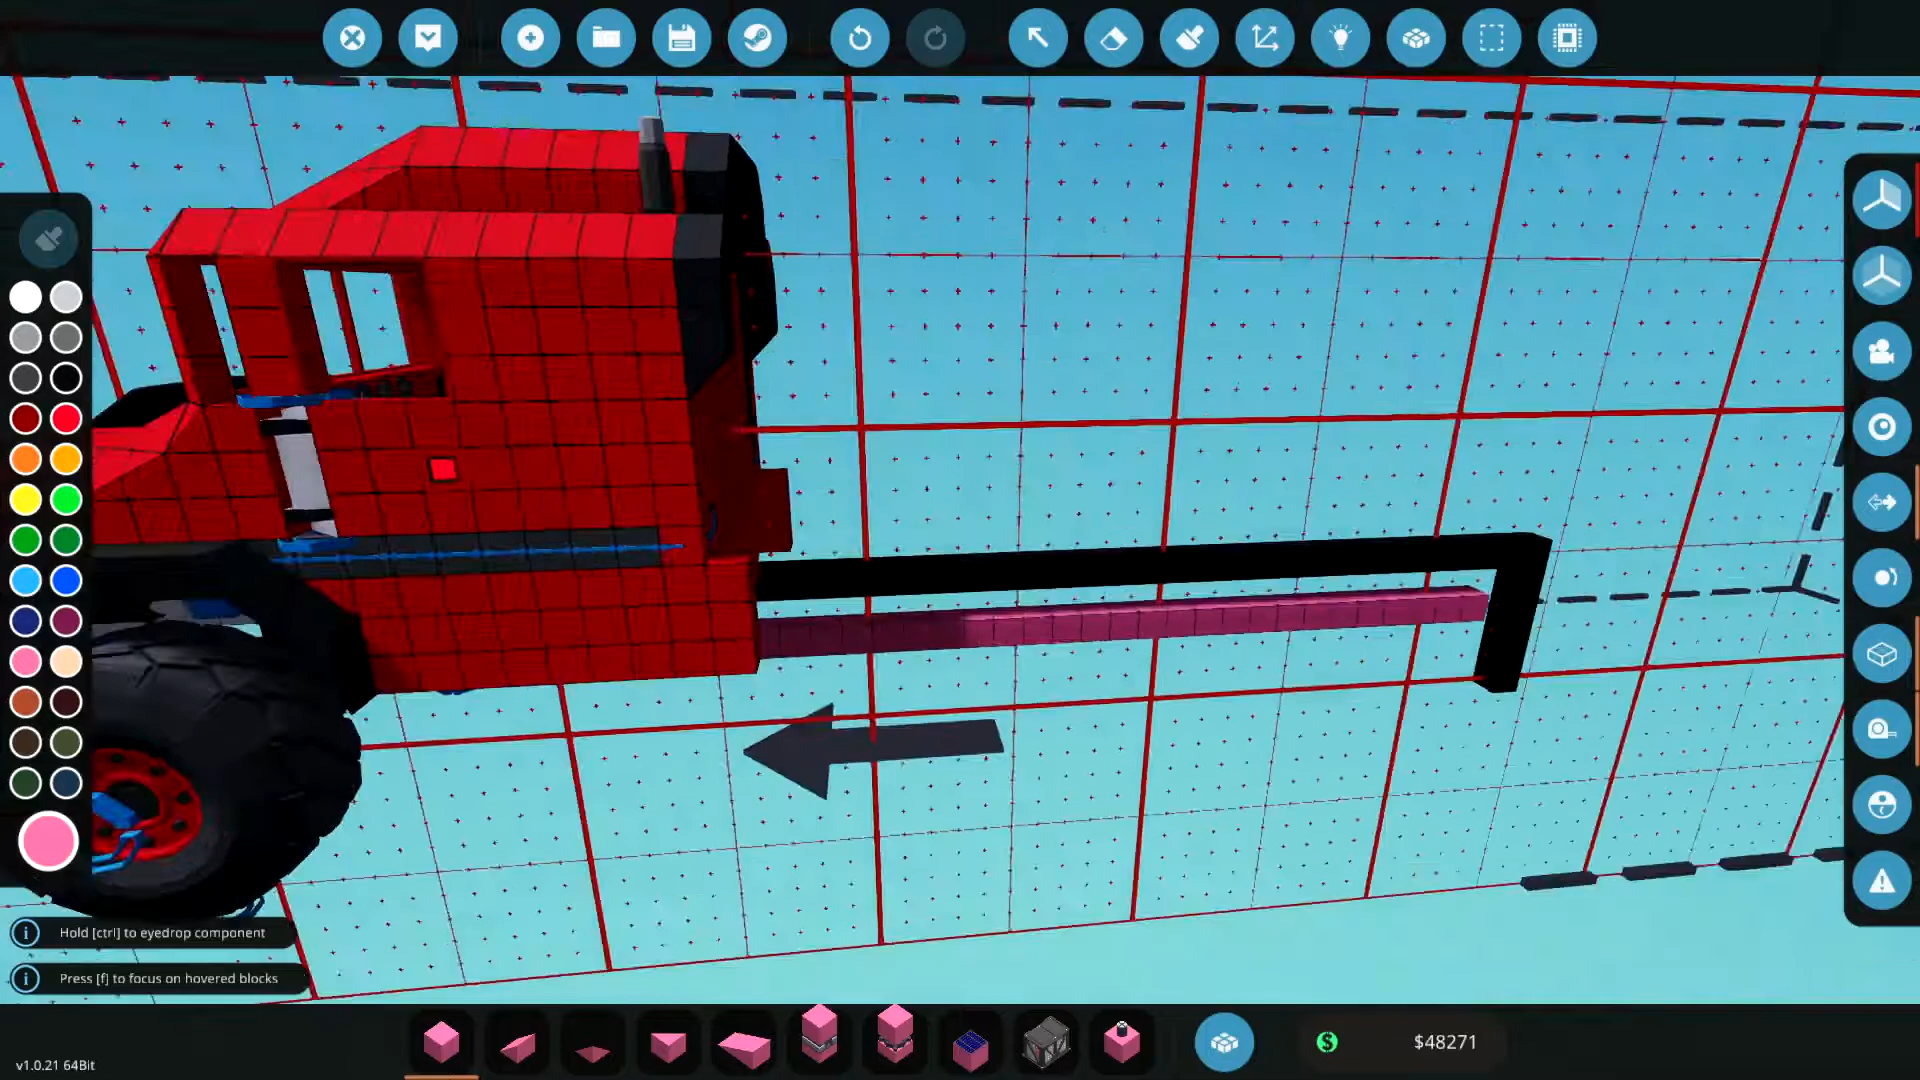 Hold [ctrl] to eyedrop component
Press [f] to focus on hovered blocks
v1.0.21 64Bit
$48271